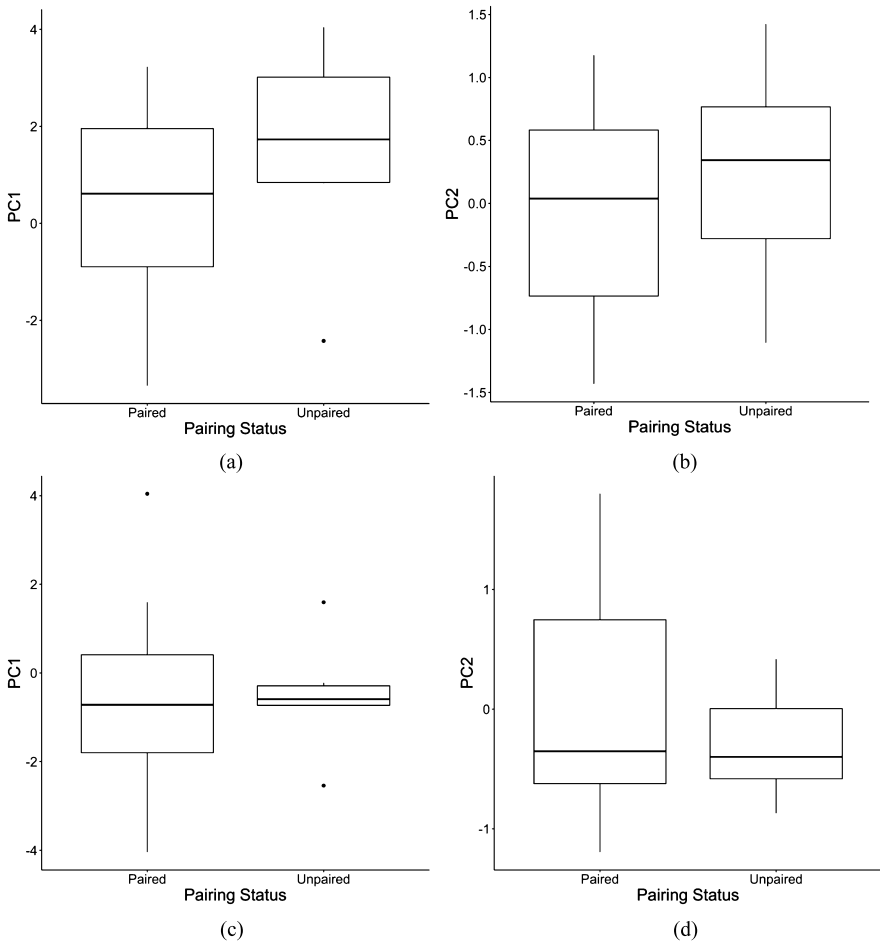 4
2
0
-2
PC1
Paired
Unpaired
Pairing Status
(a)
1.5
1.0
0.5
0.0
-0.5
-1.0
-1.5
PC2
Paired
Unpaired
Pairing Status
(b)
4
2
0
-2
-4
PC1
Paired
Unpaired
Pairing Status
(c)
1
0
-1
PC2
Paired
Unpaired
Pairing Status
(d)